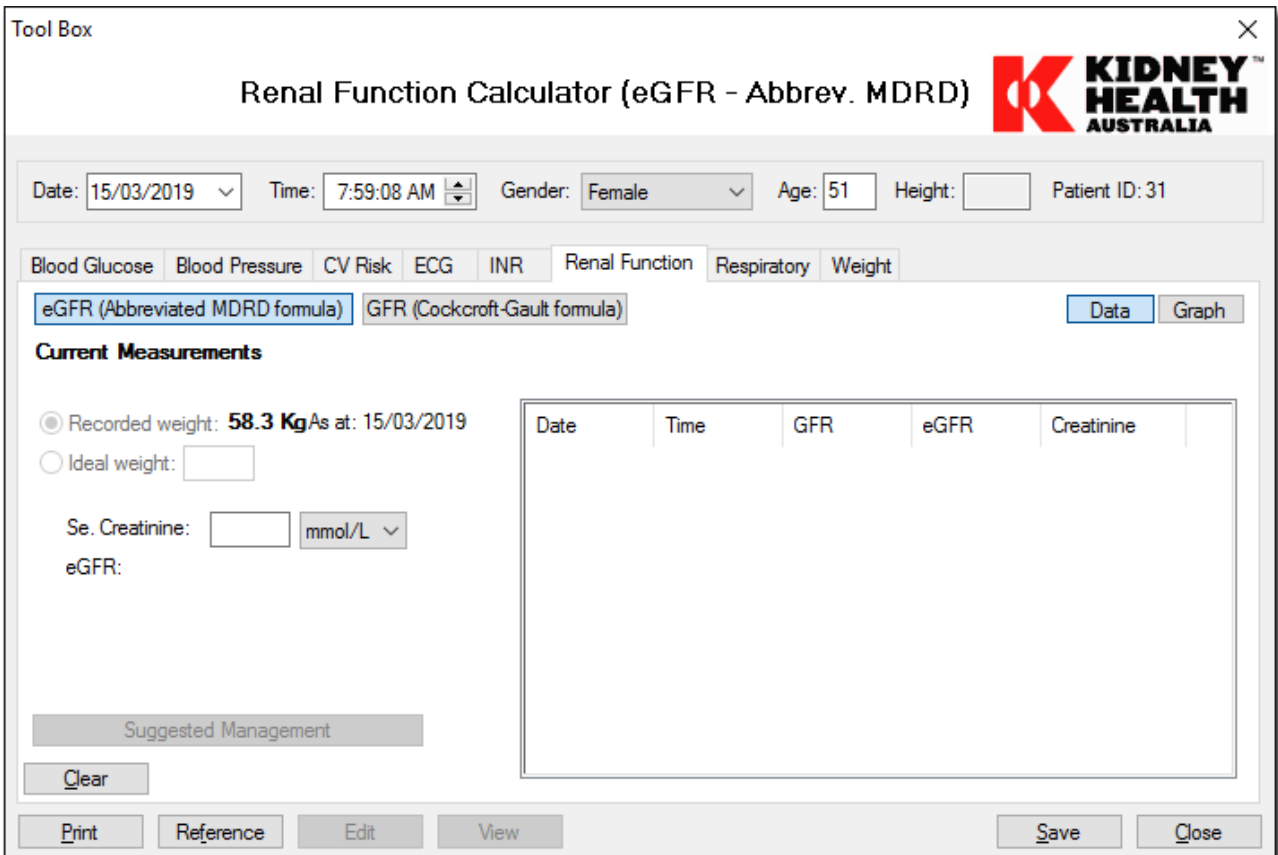 Tool Box
Renal Function Calculator (eGFR - Abbrev. MDRD)
KIDNEY™
HEALTH
AUSTRALIA
Date: 15/03/2019 Time: 7:59:08 AM Gender: Female Age: 51 Height: Patient ID: 31
Blood Glucose Blood Pressure CV Risk ECG INR Renal Function Respiratory Weight
eGFR (Abbreviated MDRD formula) GFR (Cockcroft-Gault formula) Data Graph
Current Measurements
Recorded weight: 58.3 Kg As at: 15/03/2019
Ideal weight:
Se. Creatinine: mmol/L
eGFR:
Date Time GFR eGFR Creatinine
Suggested Management
Clear
Print Reference Edit View Save Close